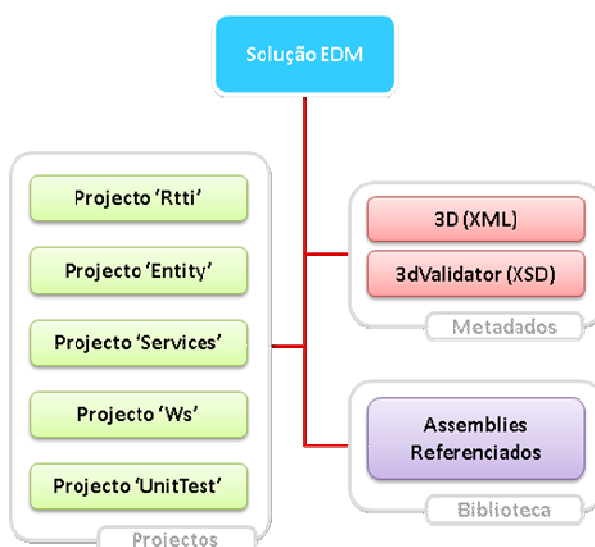 Solução EDM
Projecto ‘Rtti’
Projecto ‘Entity’
Projecto ‘Services’
Projecto ‘Ws’
Projecto ‘UnitTest’
Projectos
3D (XML)
3dValidator (XSD)
Metadados
Assemblies
Referenciados
Biblioteca